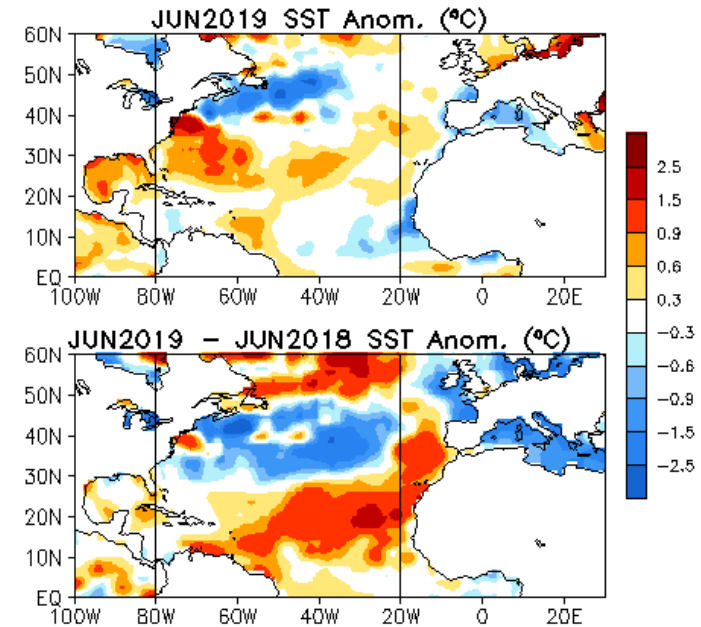 JUN2019 SST Anom. (°C)
60N
50N
40N
30N
20N
10N
EQ
100W 80W 60W 40W 20W 0 20E
JUN2019 – JUN2018 SST Anom. (°C)
60N
50N
40N
30N
20N
10N
EQ
100W 80W 60W 40W 20W 0 20E
2.5
1.5
0.9
0.6
0.3
−0.3
−0.6
−0.9
−1.5
−2.5